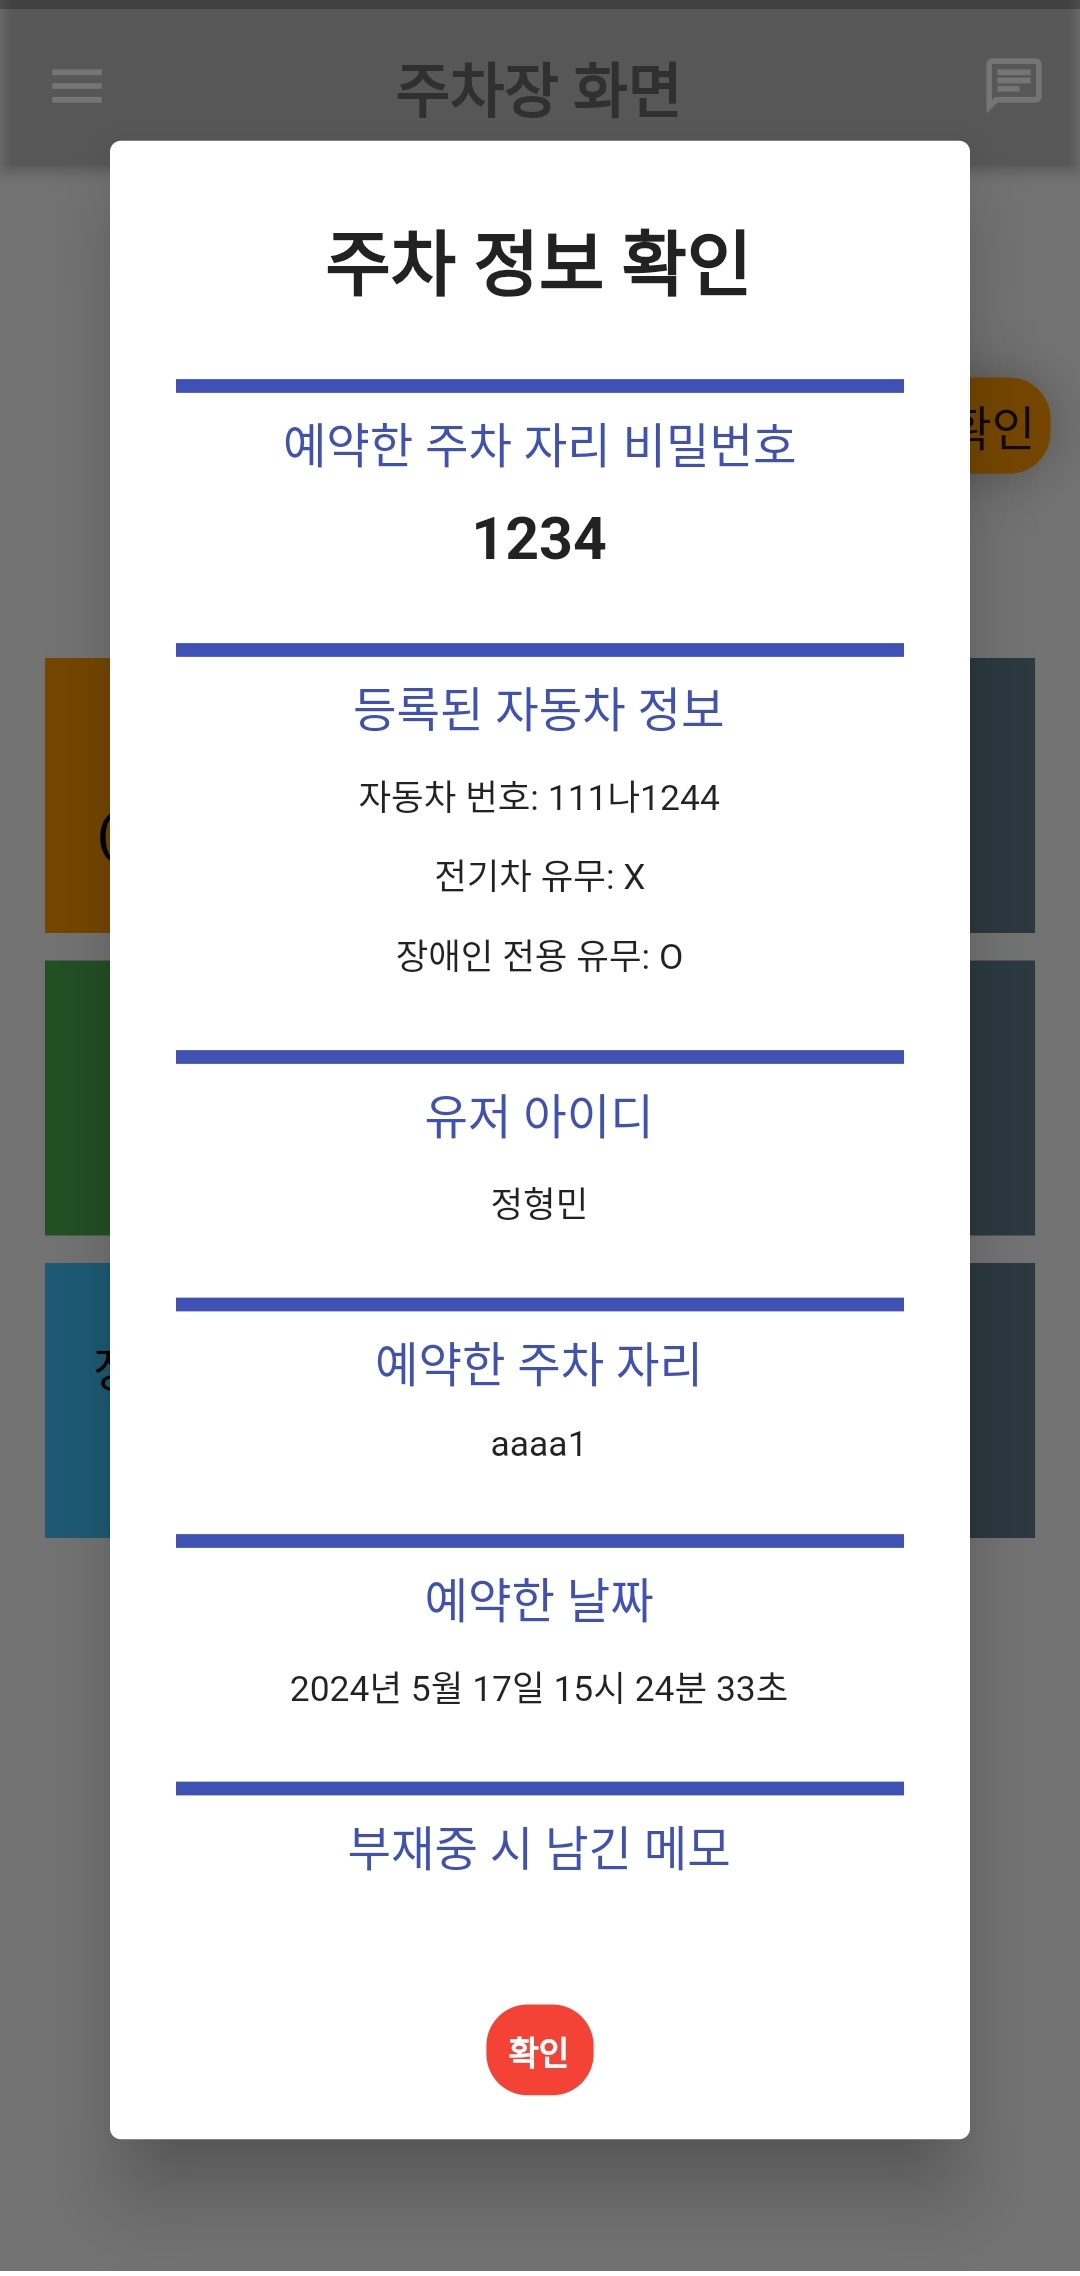 주차장 화면
주차 정보 확인
예약한 주차 자리 비밀번호
확인
1234
등록된 자동차 정보
자동차 번호: 111나1244
전기차 유무: X
장애인 전용 유무: O
유저 아이디
정형민
예약한 주차 자리
aaaa1
예약한 날짜
2024년 5월 17일 15시 24분 33초
부재중 시 남긴 메모
확인